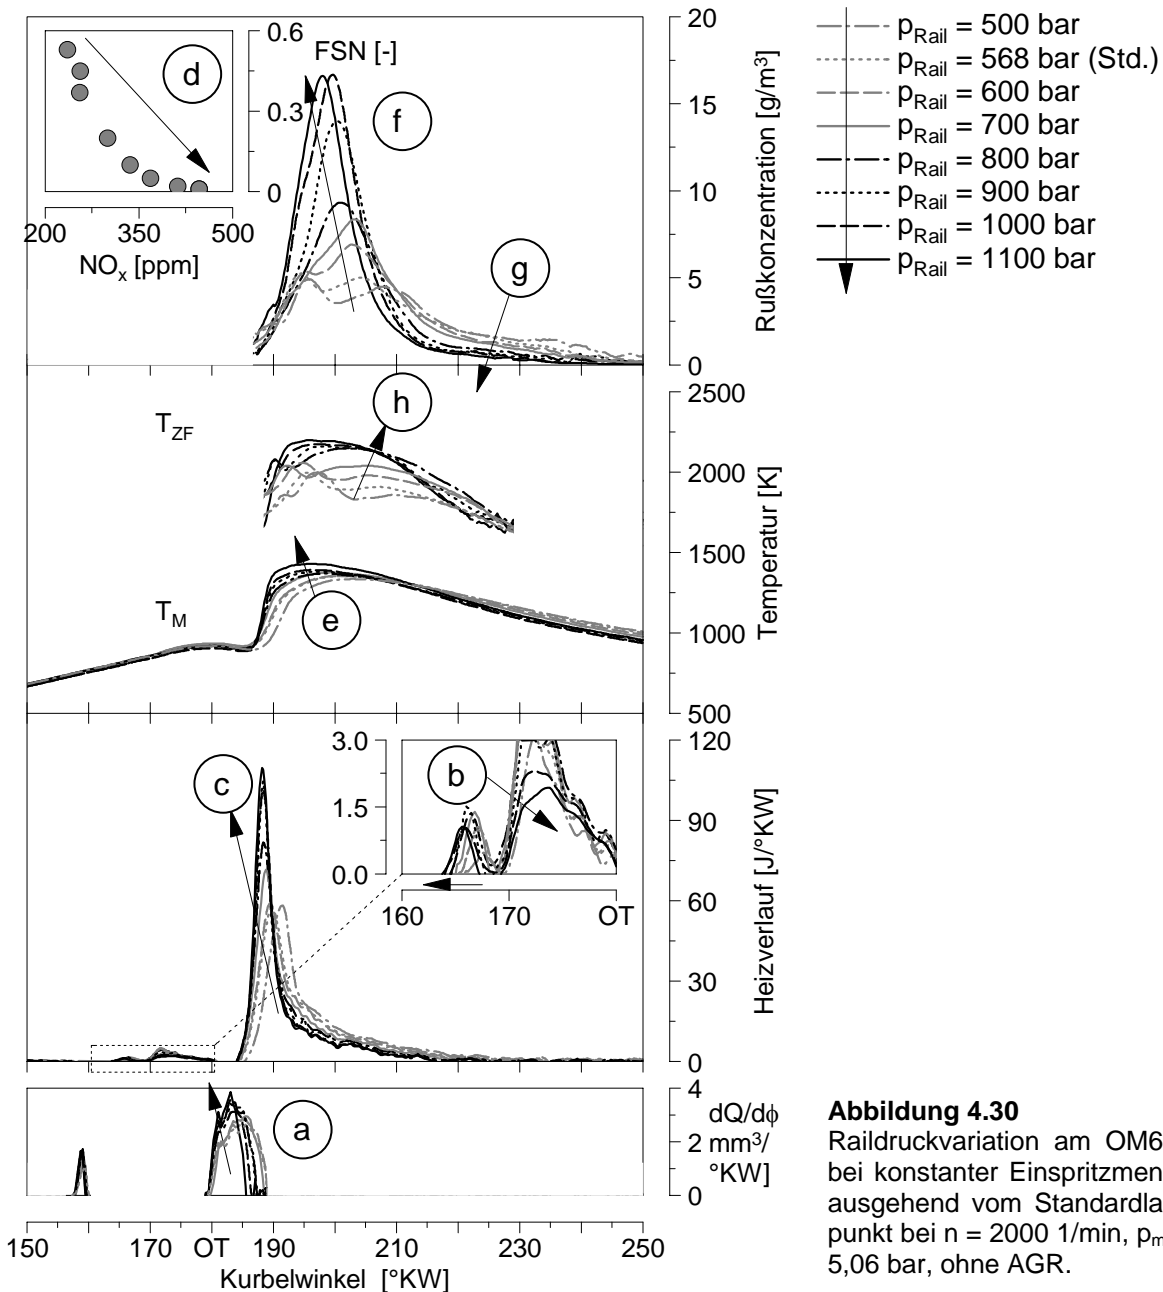 0.6
0.3
0
FSN [-]
d
200 350 500
NOx [ppm]
f
g
20
15
10
5
0
Rußkonzentration [g/m³]
pRail = 500 bar
pRail = 568 bar (Std.)
pRail = 600 bar
pRail = 700 bar
pRail = 800 bar
pRail = 900 bar
pRail = 1000 bar
pRail = 1100 bar
TZF
h
TM
e
2500
2000
1500
1000
500
Temperatur [K]
c
3.0
1.5
0.0
b
160 170 OT
120
90
60
30
0
Heizverlauf [J/°KW]
a
4
2
0
dQ/dϕ
mm³/
°KW]
150 170 OT 190 210 230 250
Kurbelwinkel [°KW]
Abbildung 4.30
Raildruckvariation am OM6
bei konstanter Einspritzmen
ausgehend vom Standardla
punkt bei n = 2000 1/min, pm
5,06 bar, ohne AGR.